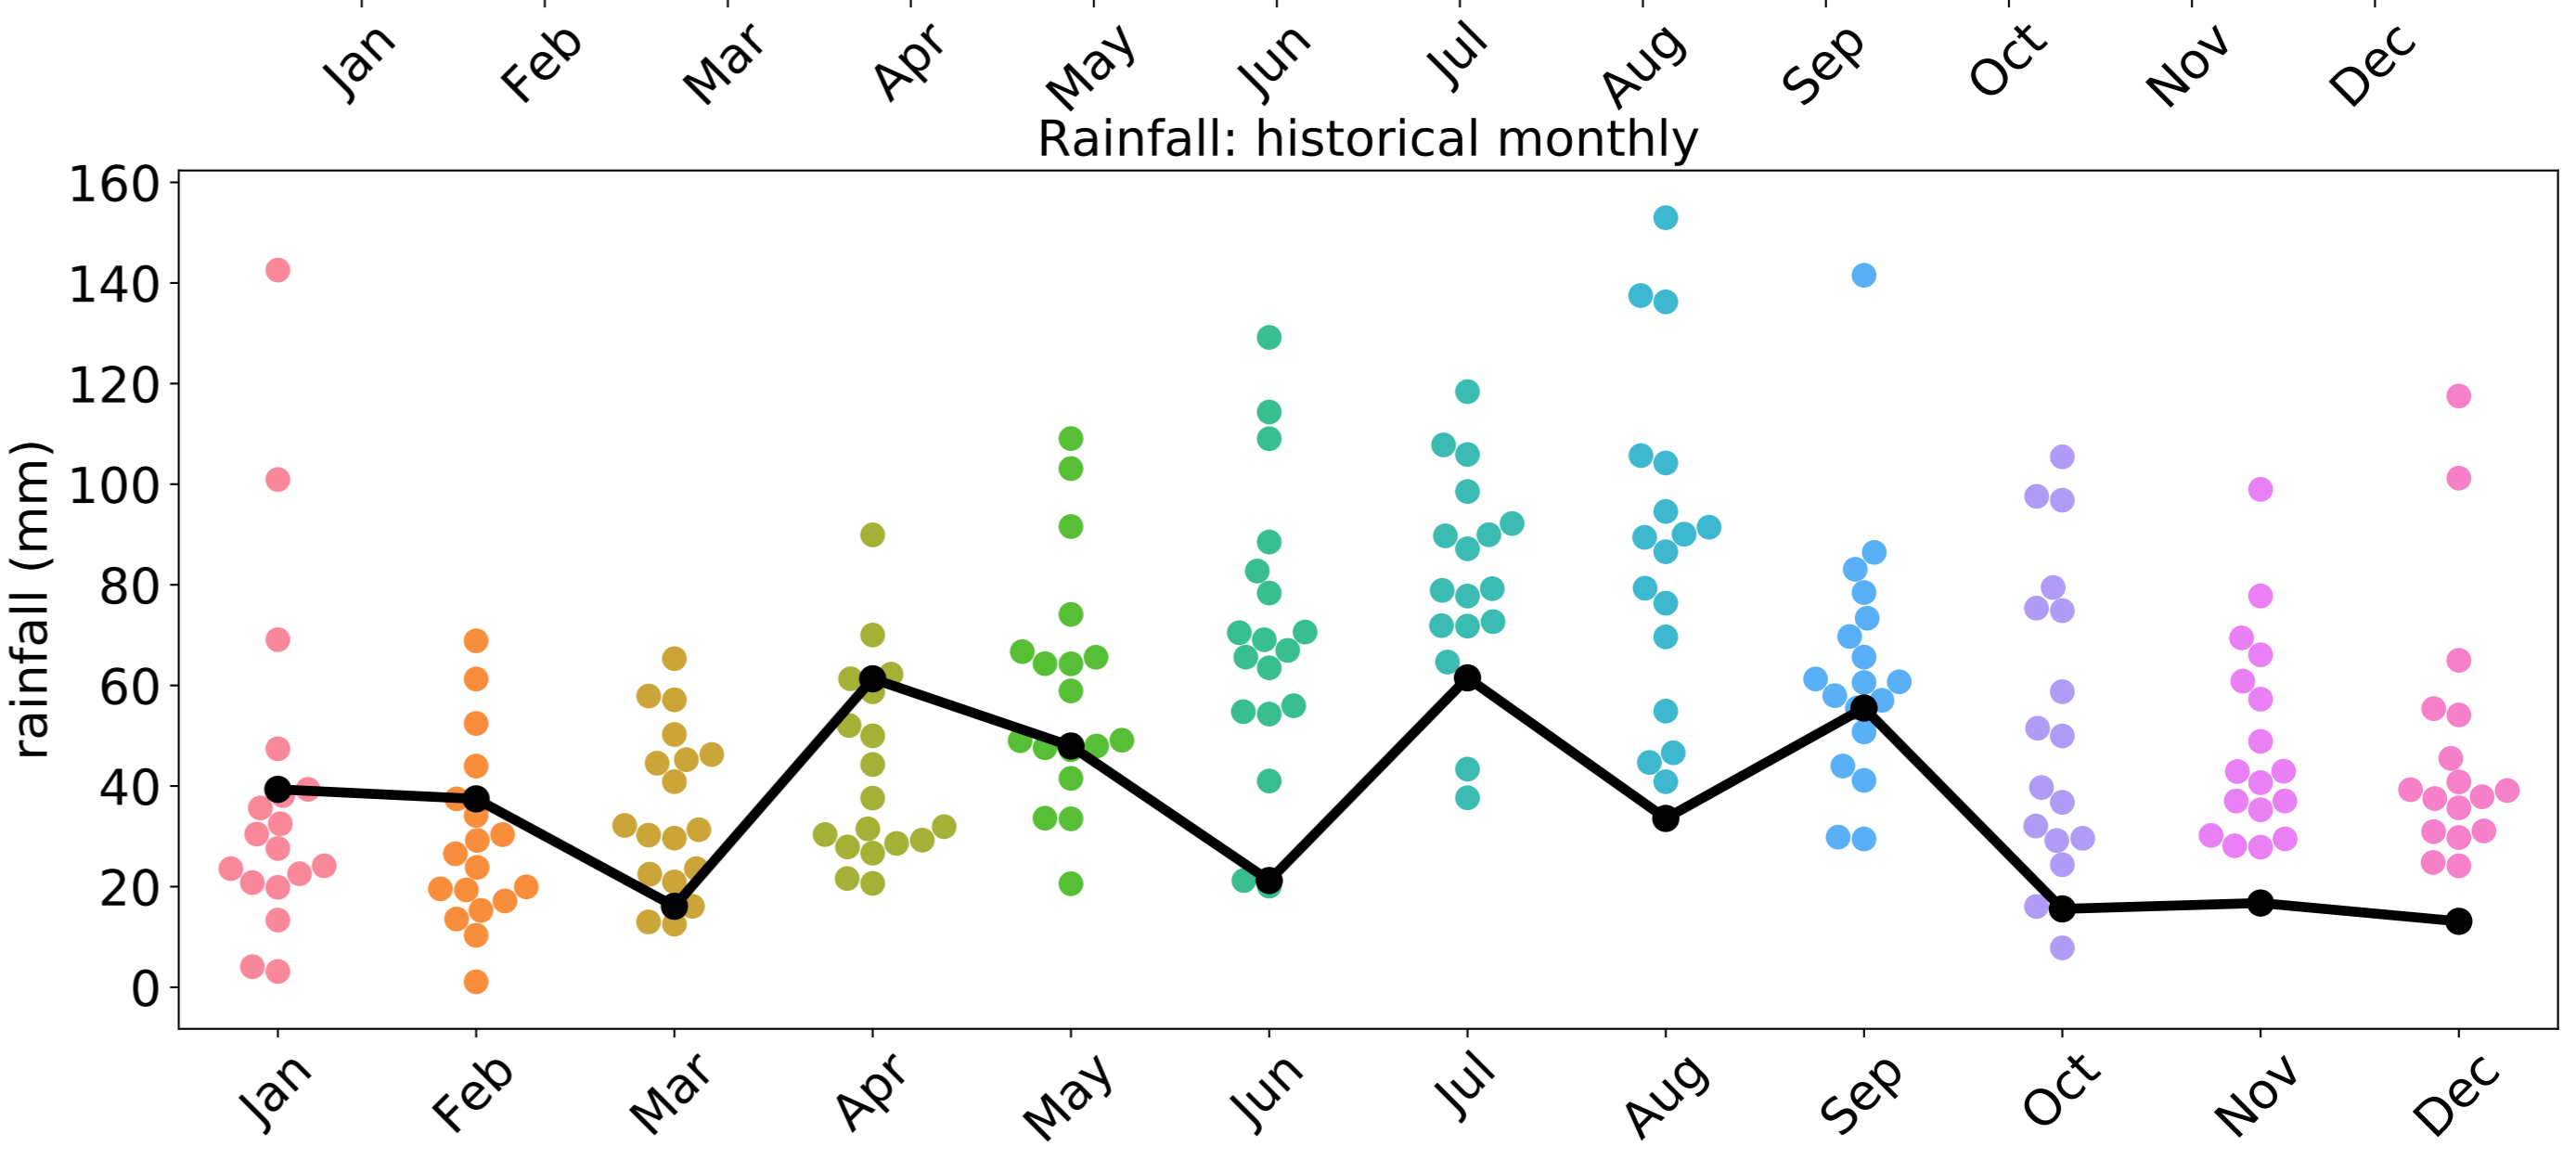 Jan Feb Mar Apr May Jun Jul Aug Sep Oct Nov Dec
Rainfall: historical monthly
160
140
120
100
80
60
40
20
0
rainfall (mm)
Jan Feb Mar Apr May Jun Jul Aug Sep Oct Nov Dec